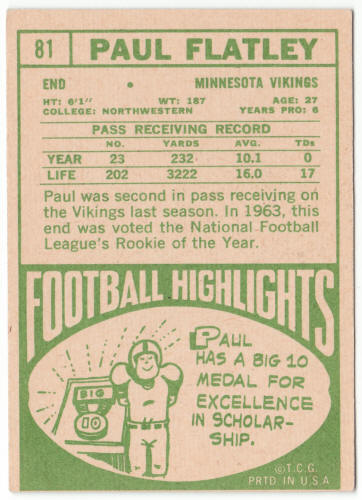 81 PAUL FLATLEY
END • MINNESOTA VIKINGS
HT: 6'1" WT: 187 AGE: 27
COLLEGE: NORTHWESTERN YEARS PRO: 6
PASS RECEIVING RECORD
NO. YARDS AVG. TDs
YEAR 23 232 10.1 0
LIFE 202 3222 16.0 17
Paul was second in pass receiving on
the Vikings last season. In 1963, this
end was voted the National Football
League's Rookie of the Year.
FOOTBALL HIGHLIGHTS
BIG
10
PAUL
HAS A BIG 10
MEDAL FOR
EXCELLENCE
IN SCHOLAR-
SHIP.
©T.C.G.
PRTD IN U.S.A